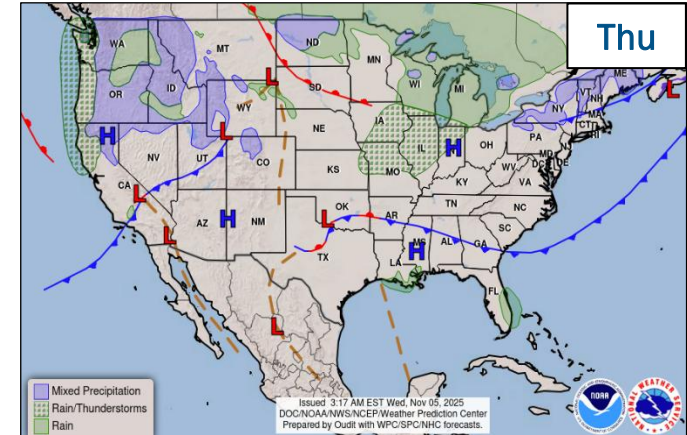 Thu
WA
MT
ND
MN
OR
ID
WY
SD
WI
MI
ME
VT
NH
NY
MA
CT
RI
NV
UT
CO
NE
IA
IL
OH
PA
MD
DE
DC
CA
AZ
NM
KS
MO
KY
WV
VA
OK
AR
TN
NC
SC
TX
LA
MS
AL
GA
FL
H
H
H
H
L
L
L
L
L
L
L
Mixed Precipitation
Rain/Thunderstorms
Rain
Issued 3:17 AM EST Wed, Nov 05, 2025
DOC/NOAA/NWS/NCEP/Weather Prediction Center
Prepared by Oudit with WPC/SPC/NHC forecasts.
NOAA
NATIONAL WEATHER SERVICE